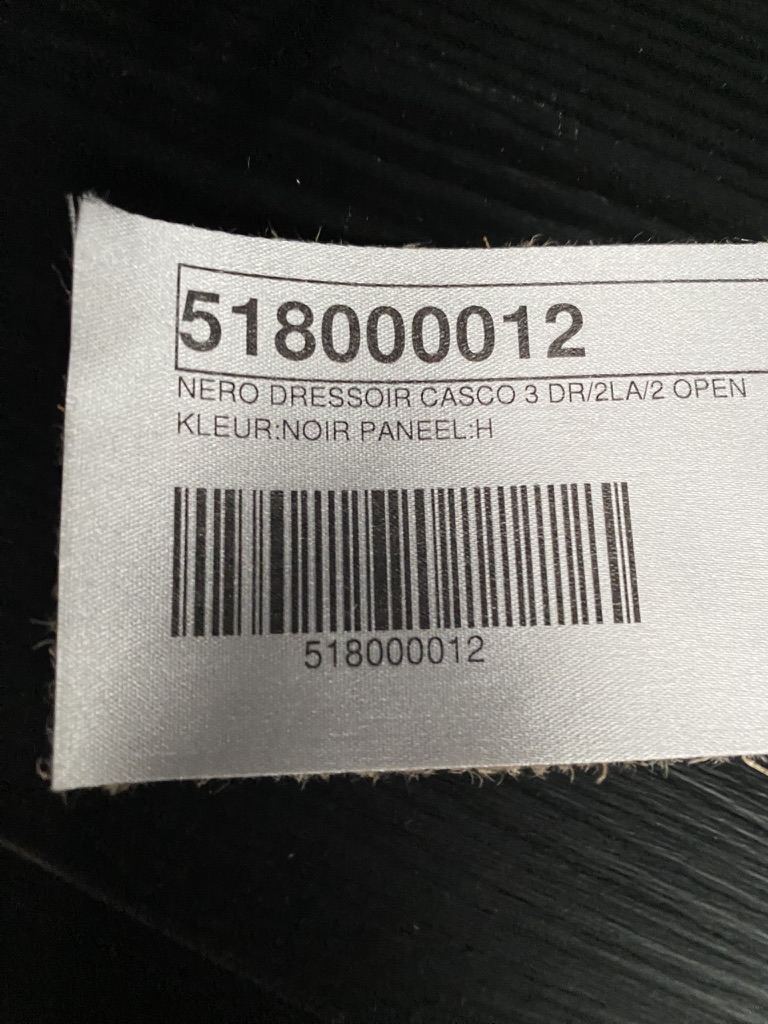 518000012
NERO DRESSOIR CASCO 3 DR/2LA/2 OPEN
KLEUR:NOIR PANEEL:H
518000012